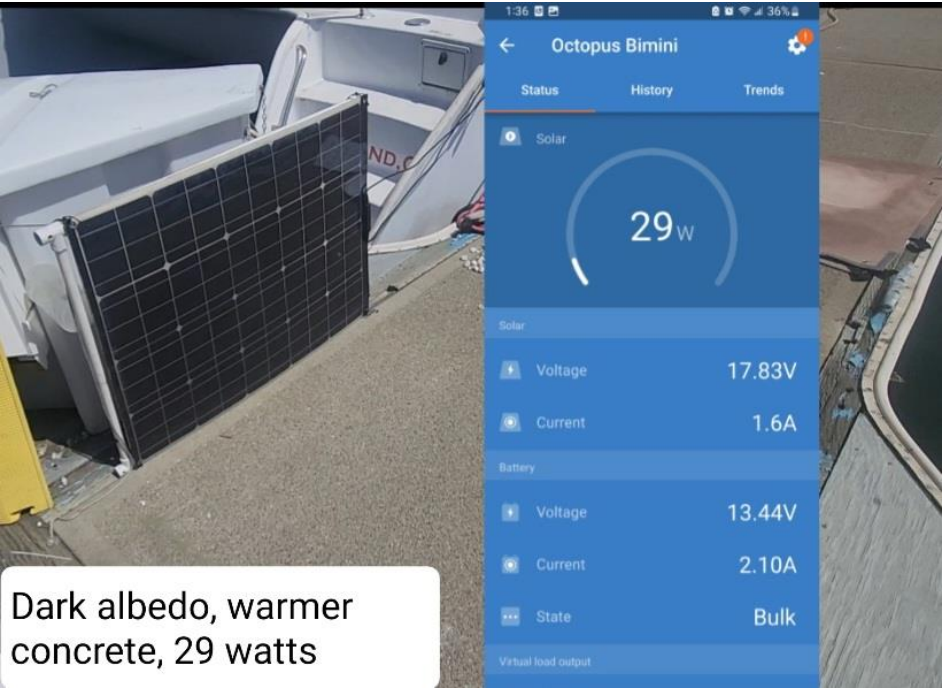 1:36
36%
Octopus Bimini
Status History Trends
Solar
29W
Solar
Voltage 17.83V
Current 1.6A
Battery
Voltage 13.44V
Current 2.10A
State Bulk
Virtual load output
ND.C
Dark albedo, warmer
concrete, 29 watts